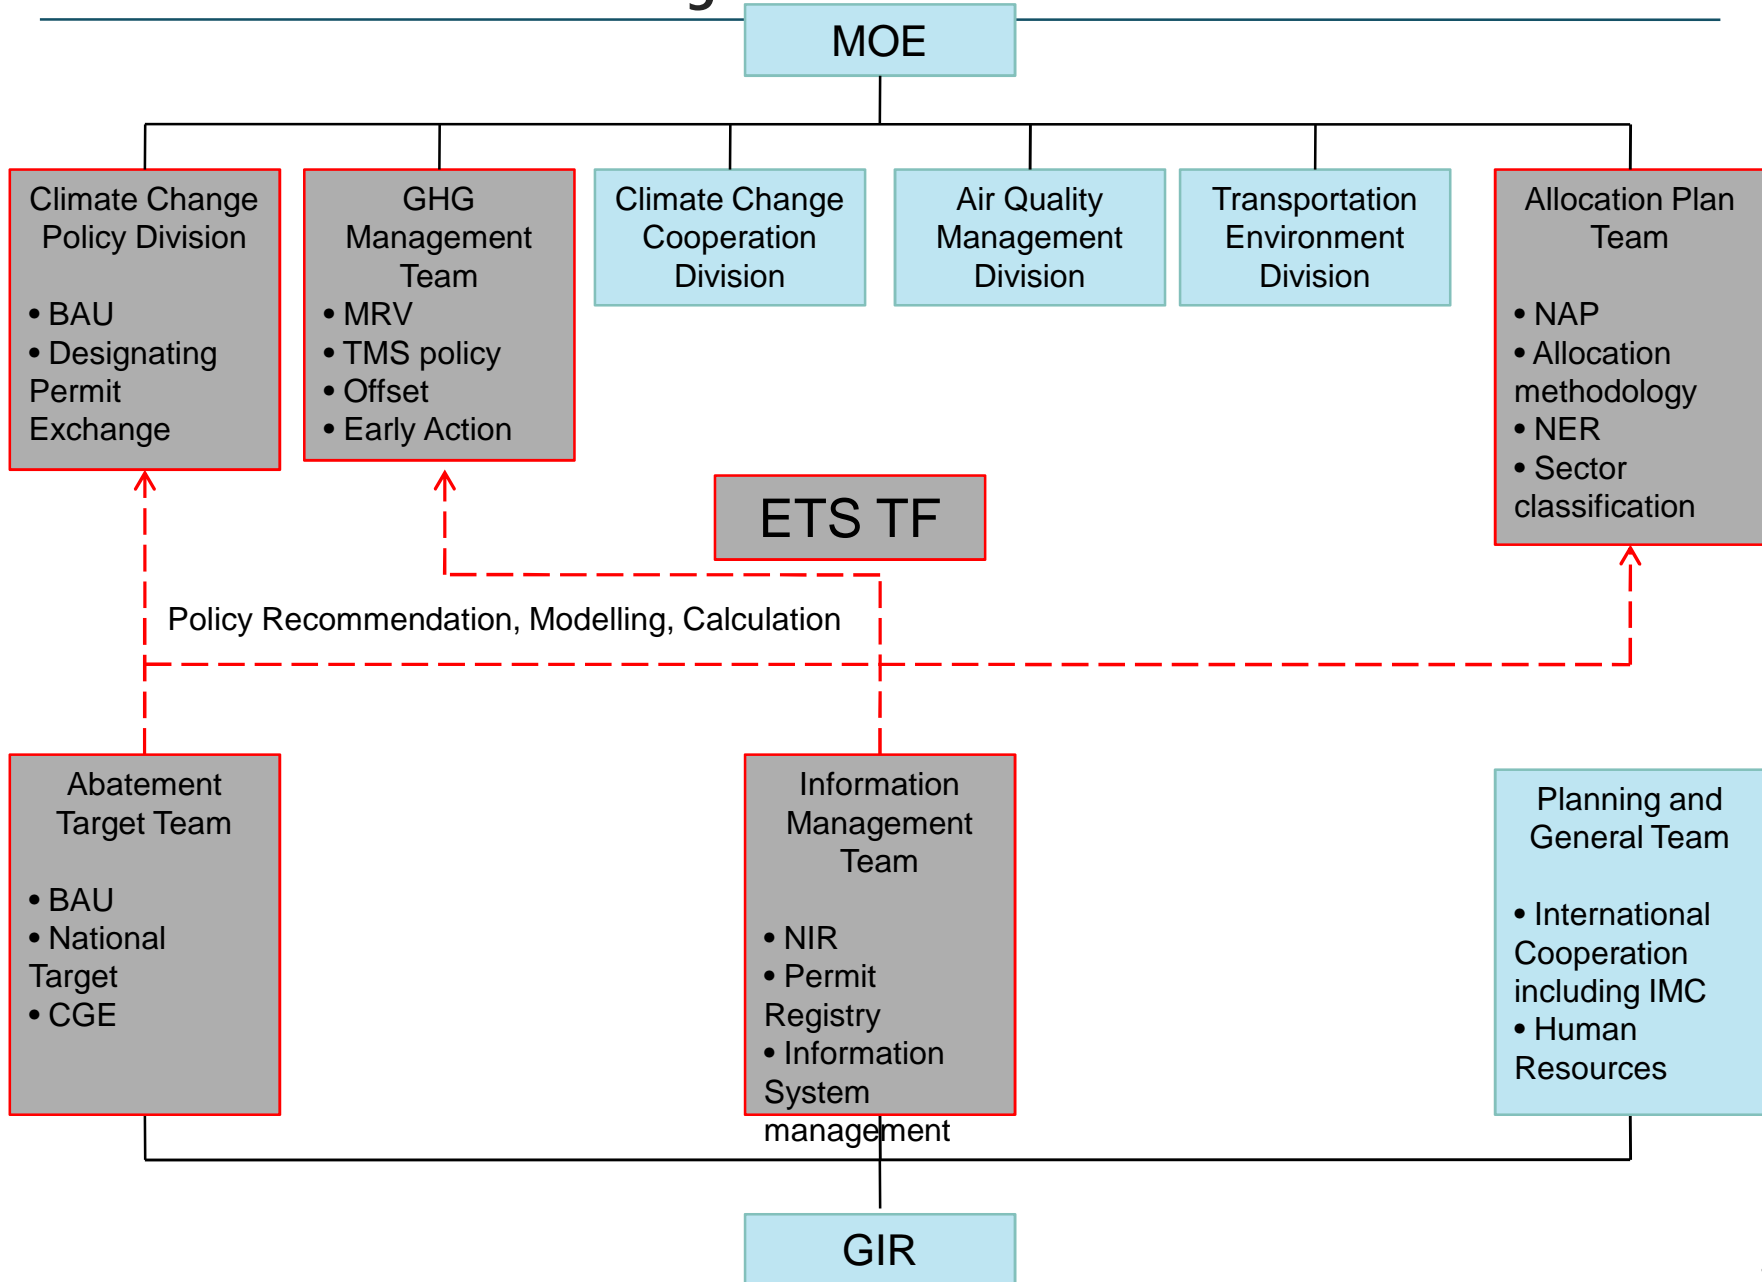 MOE
Climate Change
Policy Division
• BAU
• Designating
Permit
Exchange
GHG
Management
Team
• MRV
• TMS policy
• Offset
• Early Action
Climate Change
Cooperation
Division
Air Quality
Management
Division
Transportation
Environment
Division
Allocation Plan
Team
• NAP
• Allocation
methodology
• NER
• Sector
classification
ETS TF
Policy Recommendation, Modelling, Calculation
Abatement
Target Team
• BAU
• National
Target
• CGE
Information
Management
Team
• NIR
• Permit
Registry
• Information
System
management
Planning and
General Team
• International
Cooperation
including IMC
• Human
Resources
GIR